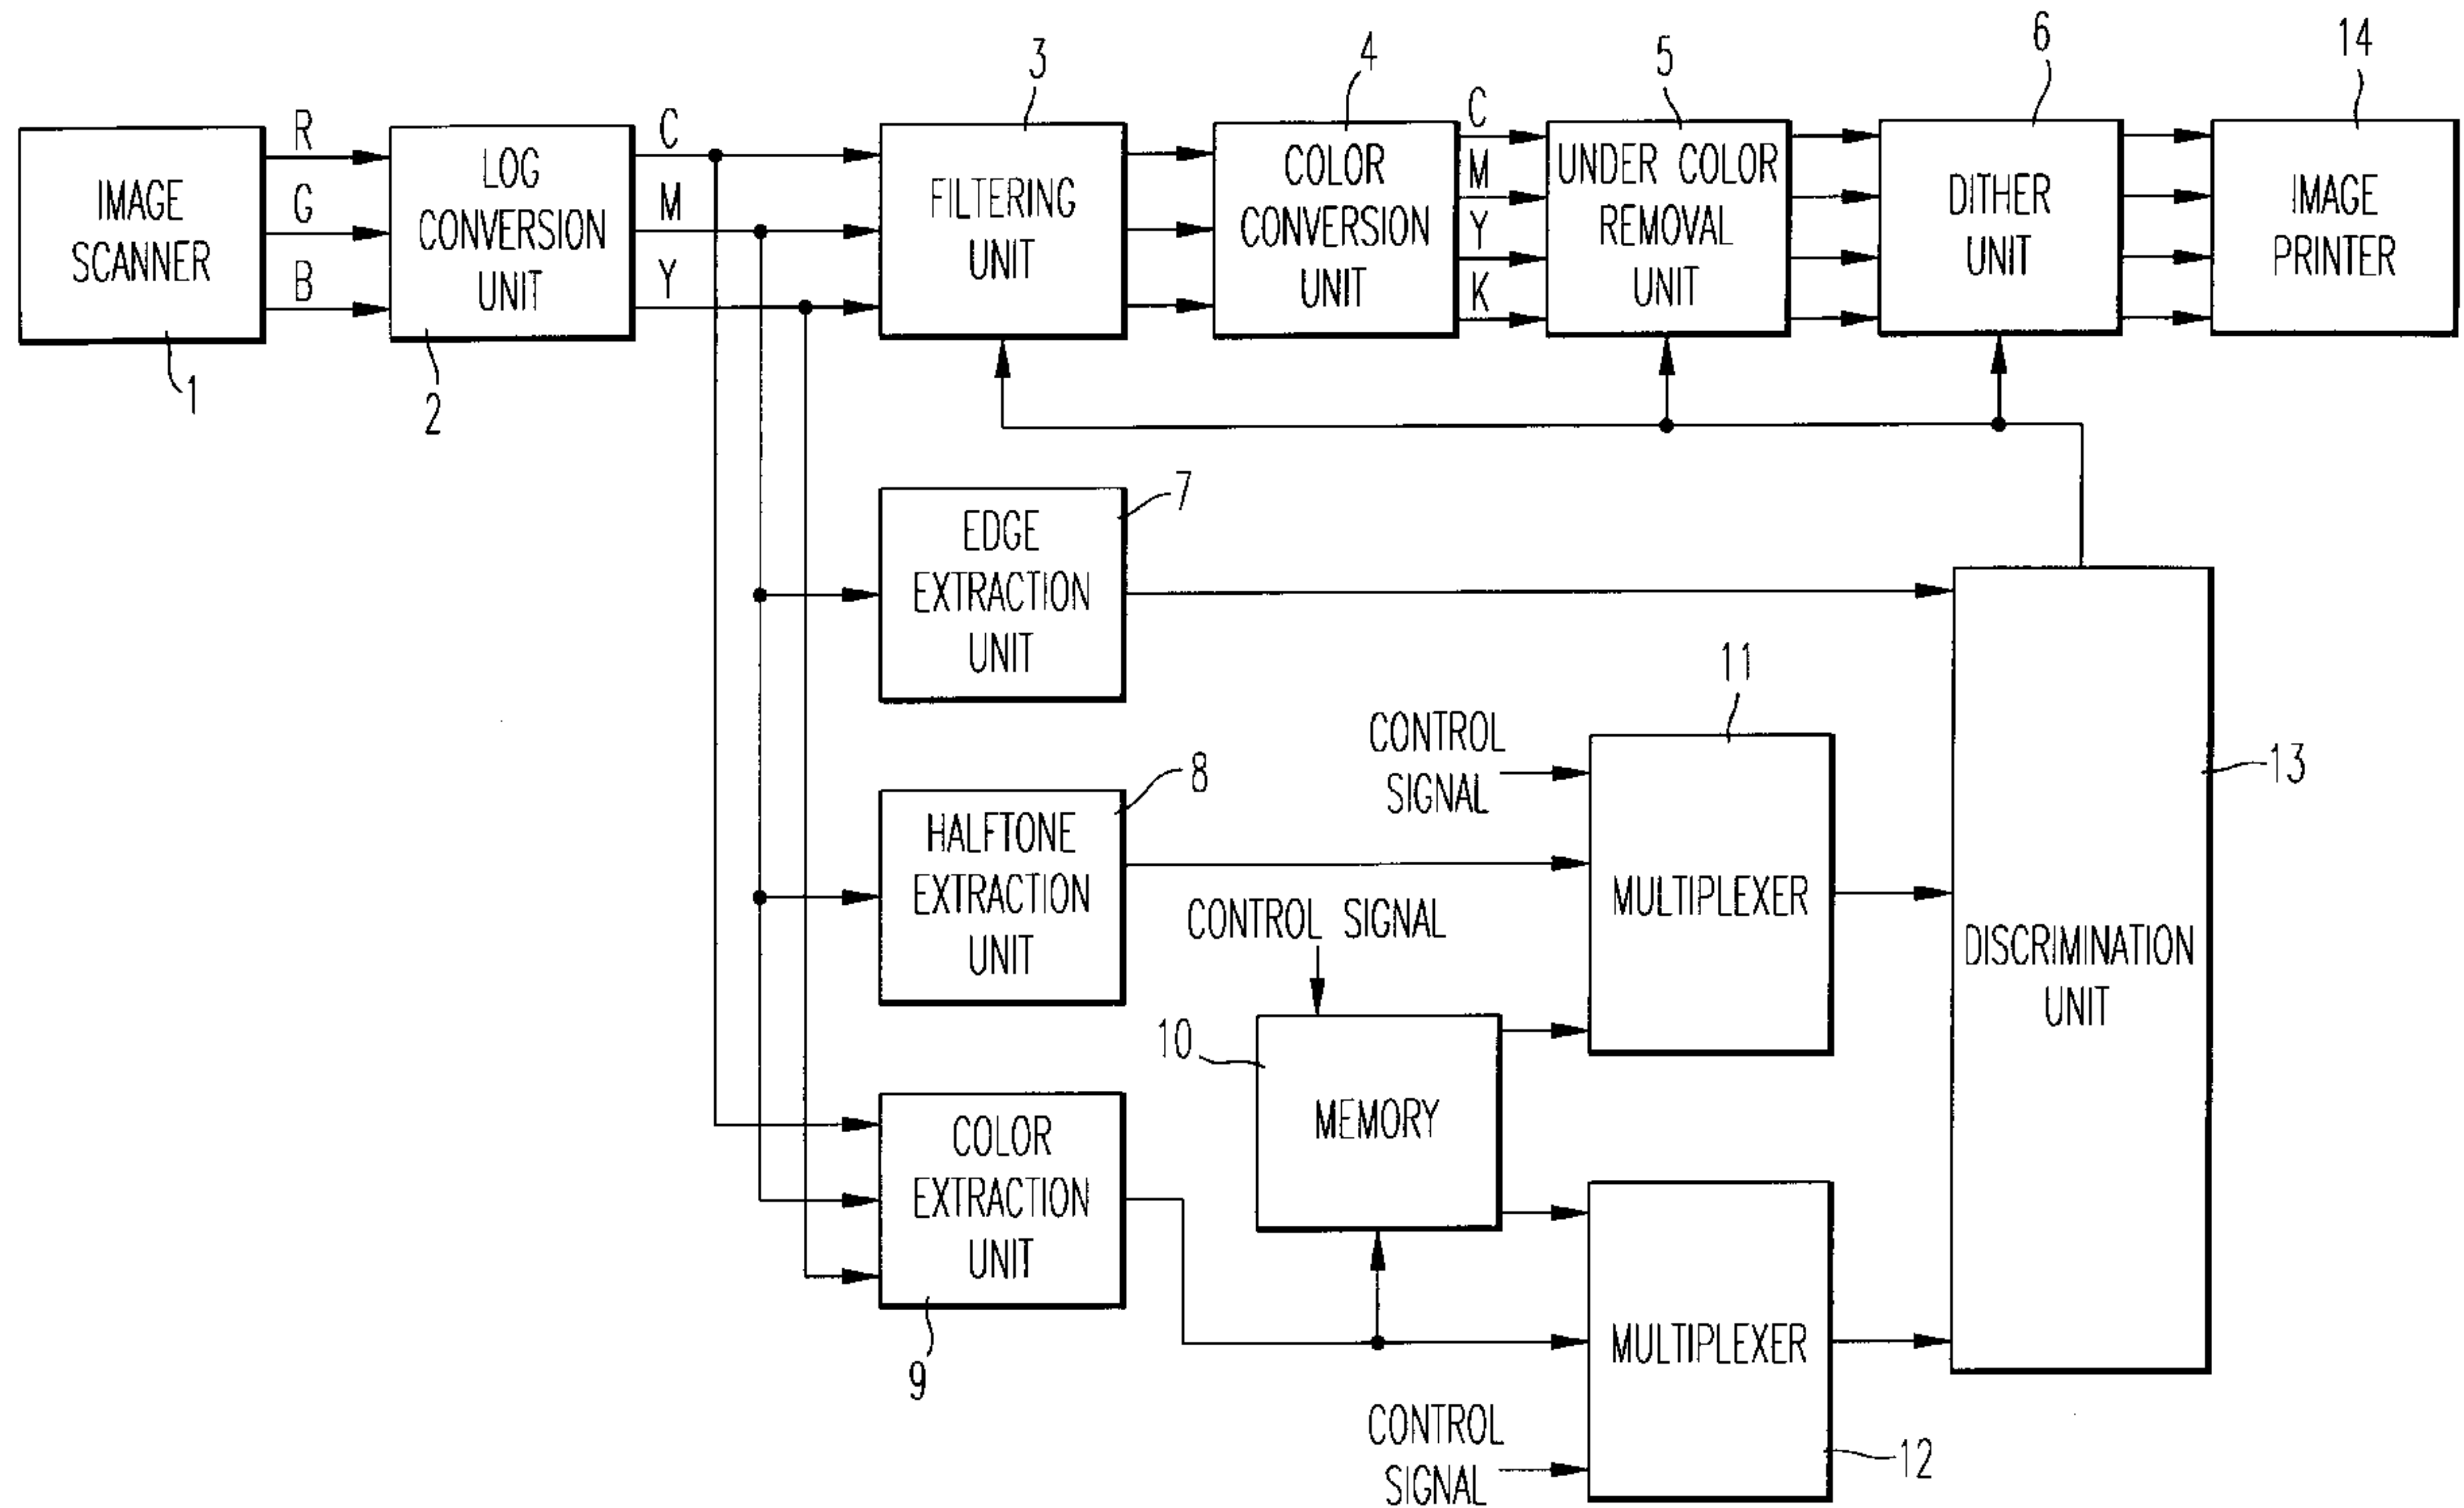 IMAGE
SCANNER
1
R
G
B
LOG
CONVERSION
UNIT
2
C
M
Y
3
FILTERING
UNIT
4
COLOR
CONVERSION
UNIT
C
M
Y
K
5
UNDER COLOR
REMOVAL
UNIT
6
DITHER
UNIT
14
IMAGE
PRINTER
7
EDGE
EXTRACTION
UNIT
8
HALFTONE
EXTRACTION
UNIT
COLOR
EXTRACTION
UNIT
9
CONTROL SIGNAL
10
MEMORY
11
CONTROL
SIGNAL
MULTIPLEXER
MULTIPLEXER
CONTROL
SIGNAL
12
13
DISCRIMINATION
UNIT